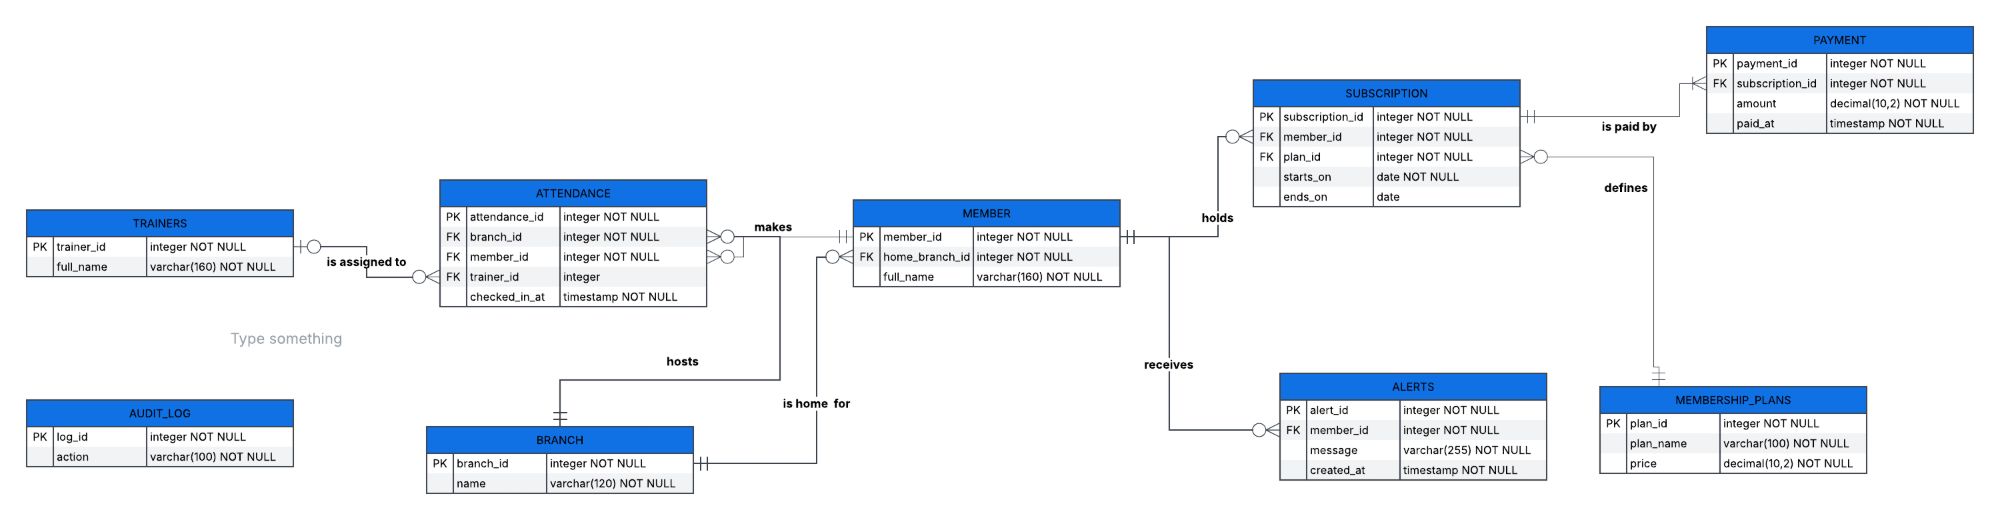 PAYMENT
PK payment_id integer NOT NULL
FK subscription_id integer NOT NULL
amount decimal(10,2) NOT NULL
paid_at timestamp NOT NULL
SUBSCRIPTION
PK subscription_id integer NOT NULL
FK member_id integer NOT NULL
FK plan_id integer NOT NULL
starts_on date NOT NULL
ends_on date
is paid by
defines
holds
makes
ATTENDANCE
PK attendance_id integer NOT NULL
FK branch_id integer NOT NULL
FK member_id integer NOT NULL
FK trainer_id integer
checked_in_at timestamp NOT NULL
MEMBER
PK member_id integer NOT NULL
FK home_branch_id integer NOT NULL
full_name varchar(160) NOT NULL
TRAINERS
PK trainer_id integer NOT NULL
full_name varchar(160) NOT NULL
is assigned to
Type something
hosts
receives
is home for
AUDIT_LOG
PK log_id integer NOT NULL
action varchar(100) NOT NULL
BRANCH
PK branch_id integer NOT NULL
name varchar(120) NOT NULL
ALERTS
PK alert_id integer NOT NULL
FK member_id integer NOT NULL
message varchar(255) NOT NULL
created_at timestamp NOT NULL
MEMBERSHIP_PLANS
PK plan_id integer NOT NULL
plan_name varchar(100) NOT NULL
price decimal(10,2) NOT NULL